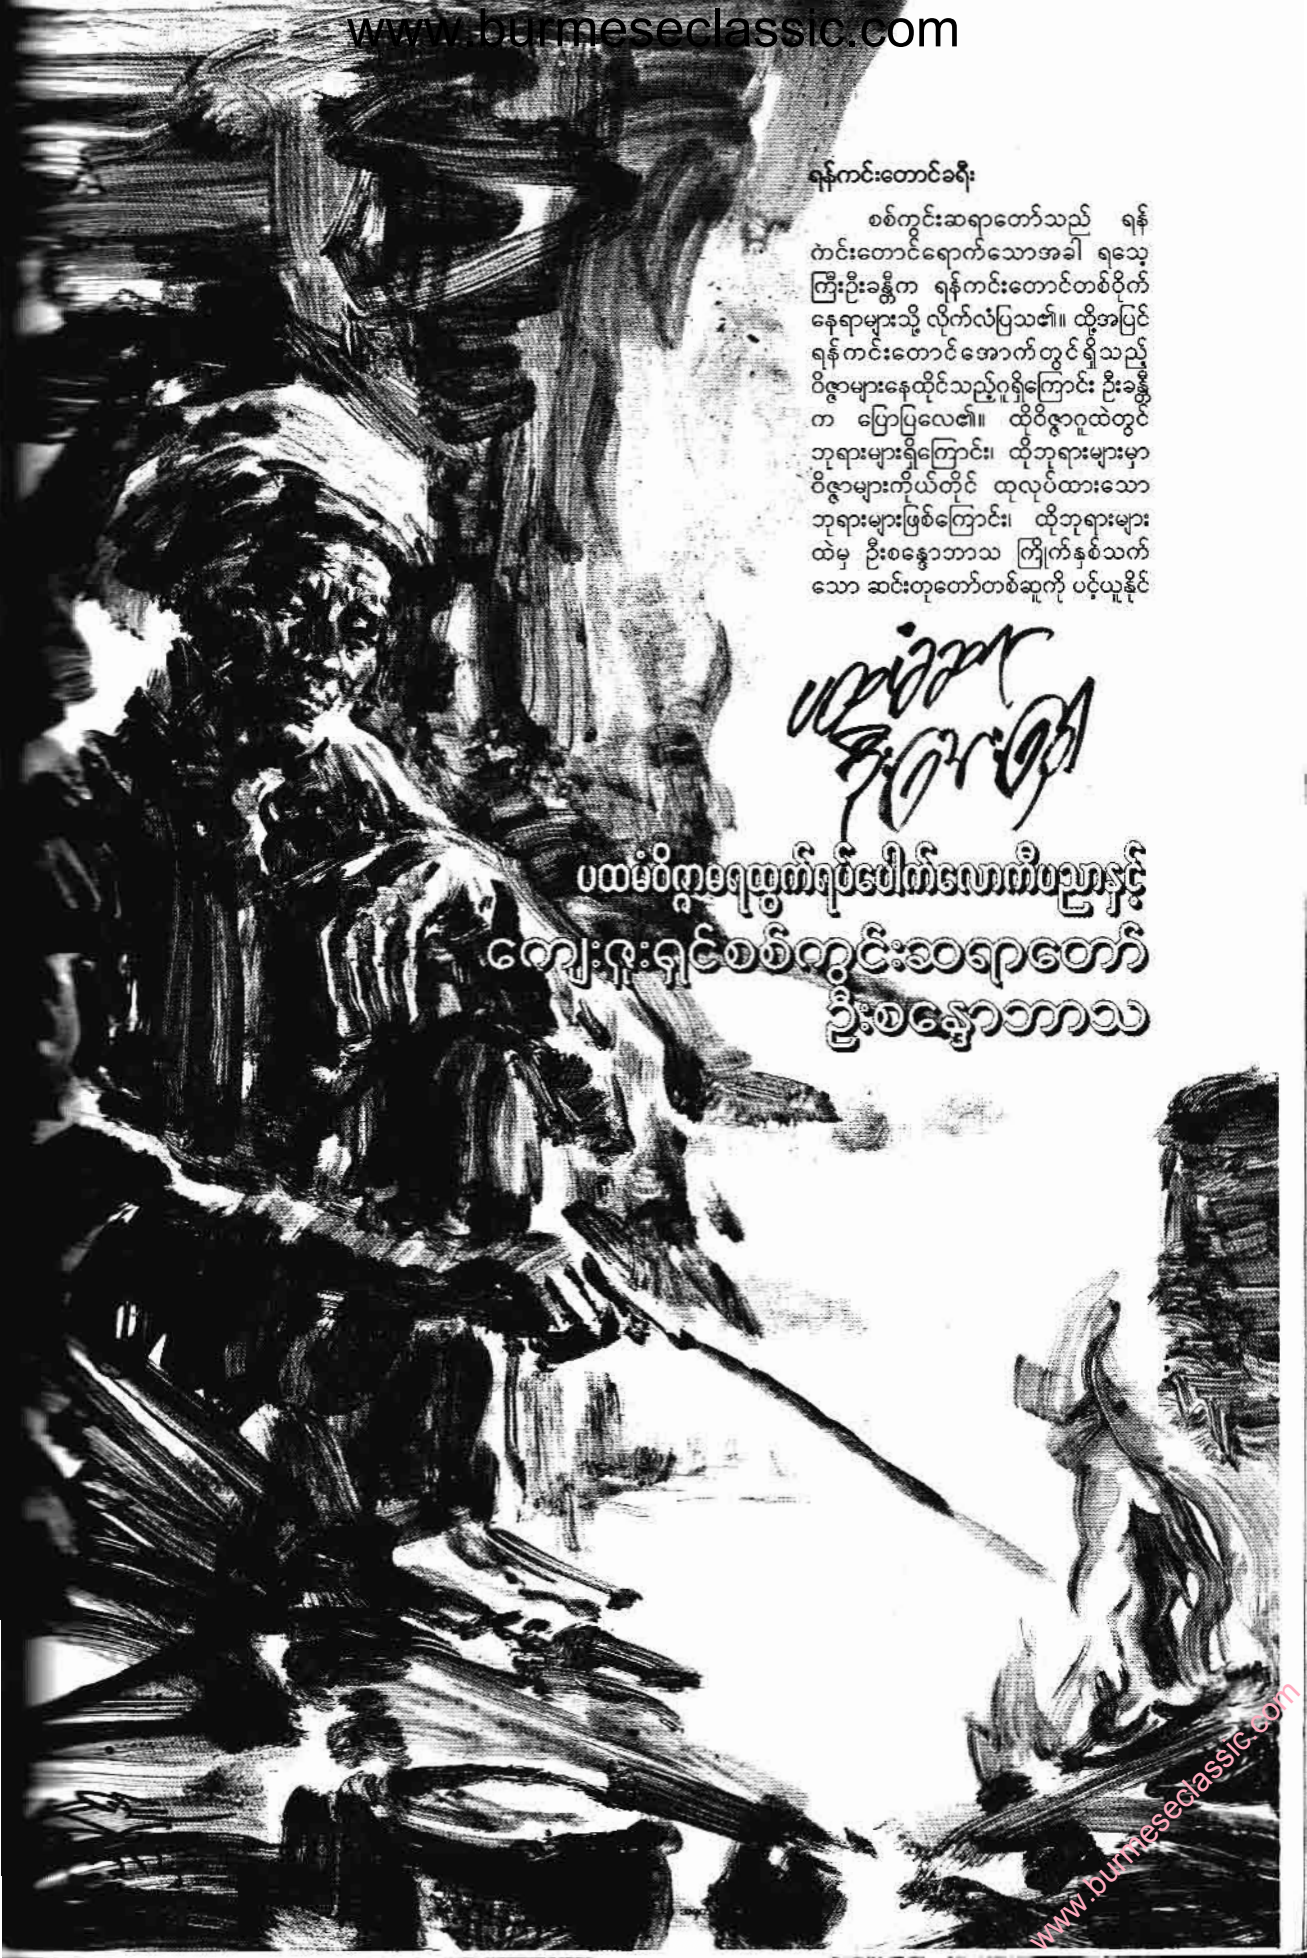 www.burmeseclassic.com
ရန်ကင်းတောင်ခရီး
စစ်ကွင်းဆရာတော်သည် ရန်
ကင်းတောင်ရောက်သောအခါ ရသေ့
ကြီးဦးခန္တီက ရန်ကင်းတောင်တစ်ဝိုက်
နေရာများသို့ လိုက်လံပြသ၏။ ထို့အပြင်
ရန်ကင်းတောင်အောက်တွင်ရှိသည့်
ဝိဇ္ဇာများနေထိုင်သည့်ဂူရှိကြောင်း ဦးခန္တီ
က ပြောပြလေ၏။ ထိုဝိဇ္ဇာဂူထဲတွင်
ဘုရားများရှိကြောင်း၊ ထိုဘုရားများမှာ
ဝိဇ္ဇာများကိုယ်တိုင် ထုလုပ်ထားသော
ဘုရားများဖြစ်ကြောင်း၊ ထိုဘုရားများ
ထဲမှ ဦးစန္ဒောဘာသ ကြိုက်နှစ်သက်
သော ဆင်းတုတော်တစ်ဆူကို ပင့်ယူနိုင်
ပထမံဝိဇ္ဇာဓရထွက်ရပ်ပေါက်လောကီပညာနှင့်
ကျေးဇူးရှင်စစ်ကွင်းဆရာတော်
ဦးစန္ဒောဘာသ
www.burmeseclassic.com